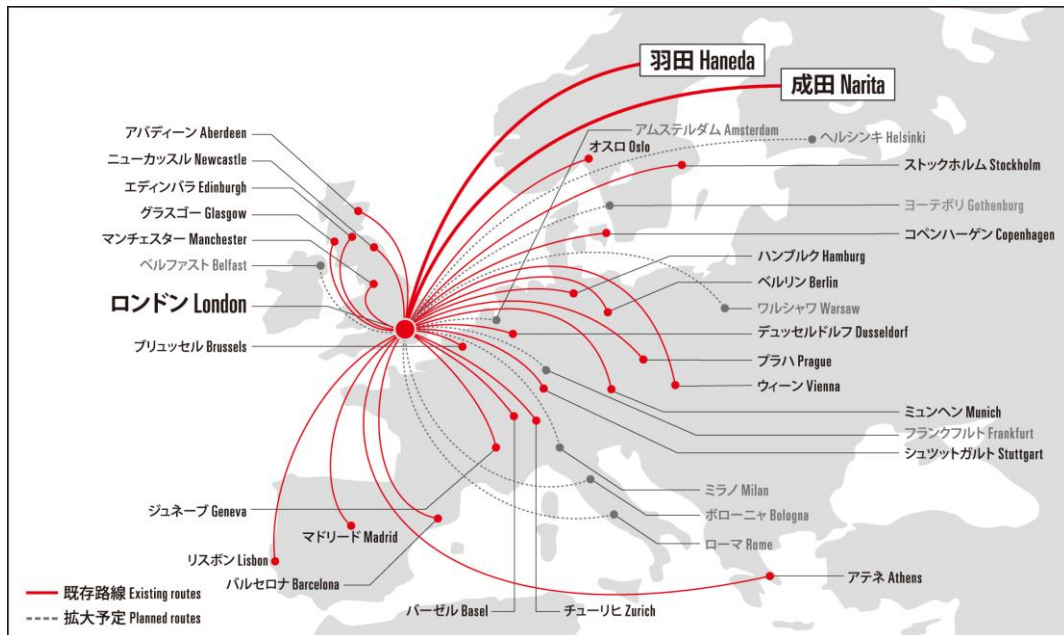 羽田 Haneda
成田 Narita
アバディーン Aberdeen
ニューカッスル Newcastle
エディンバラ Edinburgh
グラスゴー Glasgow
マンチェスター Manchester
ベルファスト Belfast
ロンドン London
ブリュッセル Brussels
アムステルダム Amsterdam
オスロ Oslo
ヘルシンキ Helsinki
ストックホルム Stockholm
ヨーテボリ Gothenburg
コペンハーゲン Copenhagen
ハンブルク Hamburg
ベルリン Berlin
ワルシャワ Warsaw
デュッセルドルフ Dusseldorf
プラハ Prague
ウィーン Vienna
ミュンヘン Munich
フランクフルト Frankfurt
シュツットガルト Stuttgart
ミラノ Milan
ボローニャ Bologna
ローマ Rome
アテネ Athens
ジュネーブ Geneva
マドリード Madrid
リスボン Lisbon
バルセロナ Barcelona
バーゼル Basel
チューリヒ Zurich
既存路線 Existing routes
拡大予定 Planned routes